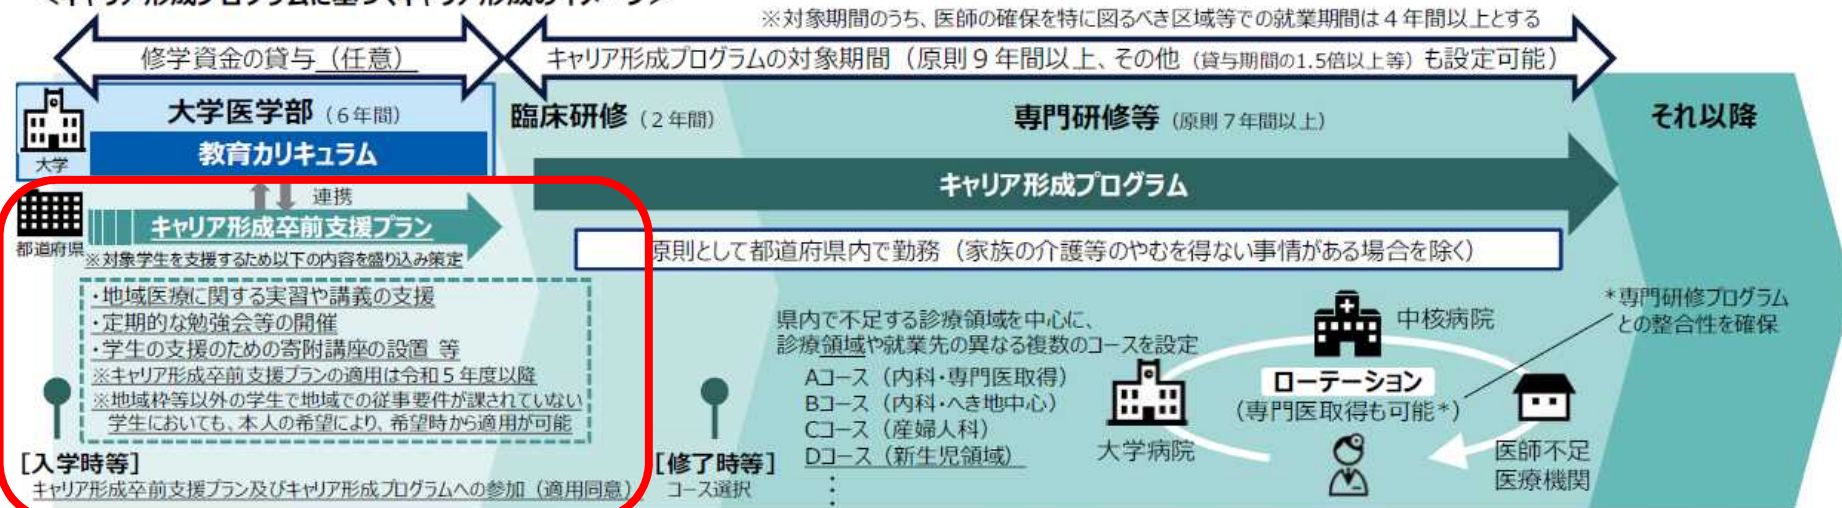 ※対象期間のうち、医師の確保を特に図るべき区域等での就業期間は４年間以上とする
修学資金の貸与（任意）
キャリア形成プログラムの対象期間（原則９年間以上、その他（貸与期間の1.5倍以上等）も設定可能）
大学医学部（６年間）
臨床研修（２年間）
専門研修等（原則７年間以上）
それ以降
教育カリキュラム
大学
連携
キャリア形成プログラム
キャリア形成卒前支援プラン
都道府県
※対象学生を支援するため以下の内容を盛り込み策定
原則として都道府県内で勤務（家族の介護等のやむを得ない事情がある場合を除く）
・地域医療に関する実習や講義の支援
・定期的な勉強会等の開催
・学生の支援のための寄附講座の設置 等
※キャリア形成卒前支援プランの適用は令和５年度以降
※地域枠等以外の学生で地域での従事要件が課されていない
学生においても、本人の希望により、希望時から適用が可能
[入学時等]
キャリア形成卒前支援プラン及びキャリア形成プログラムへの参加（適用同意）
[修了時等]
コース選択
県内で不足する診療領域を中心に、
診療領域や就業先の異なる複数のコースを設定
Aコース（内科・専門医取得）
Bコース（内科・へき地中心）
Cコース（産婦人科）
Dコース（新生児領域）
：
大学病院
中核病院
ローテーション
（専門医取得も可能*）
医師不足
医療機関
*専門研修プログラム
との整合性を確保